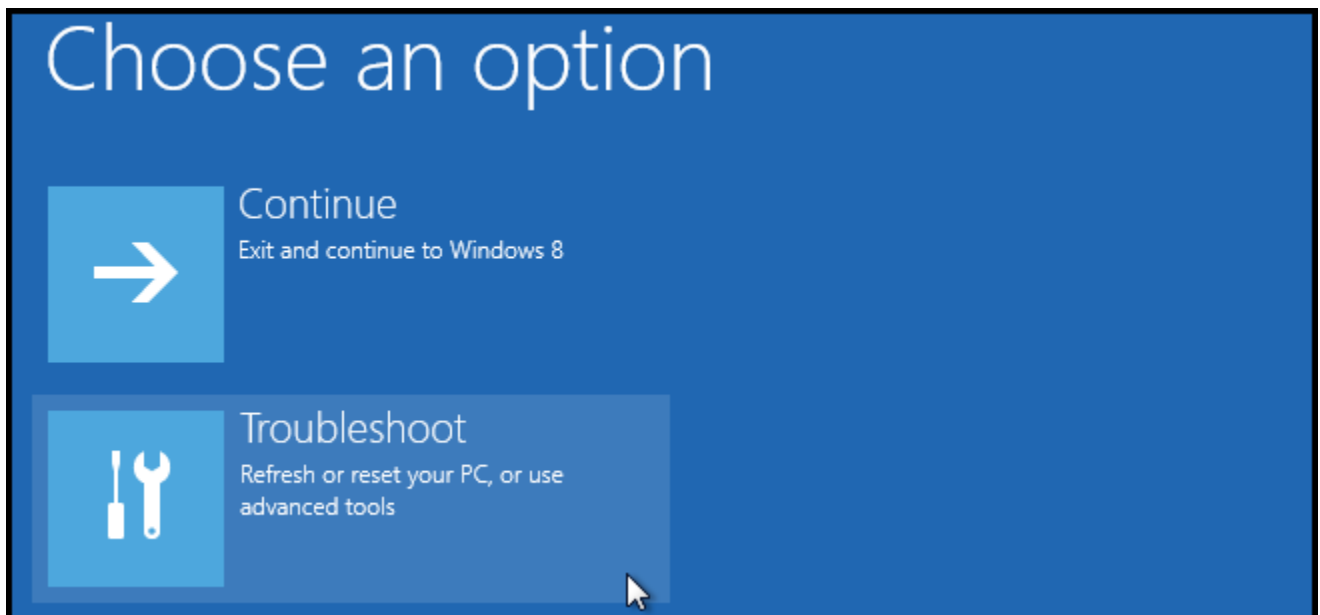 Choose an option
Continue
Exit and continue to Windows 8
Troubleshoot
Refresh or reset your PC, or use
advanced tools